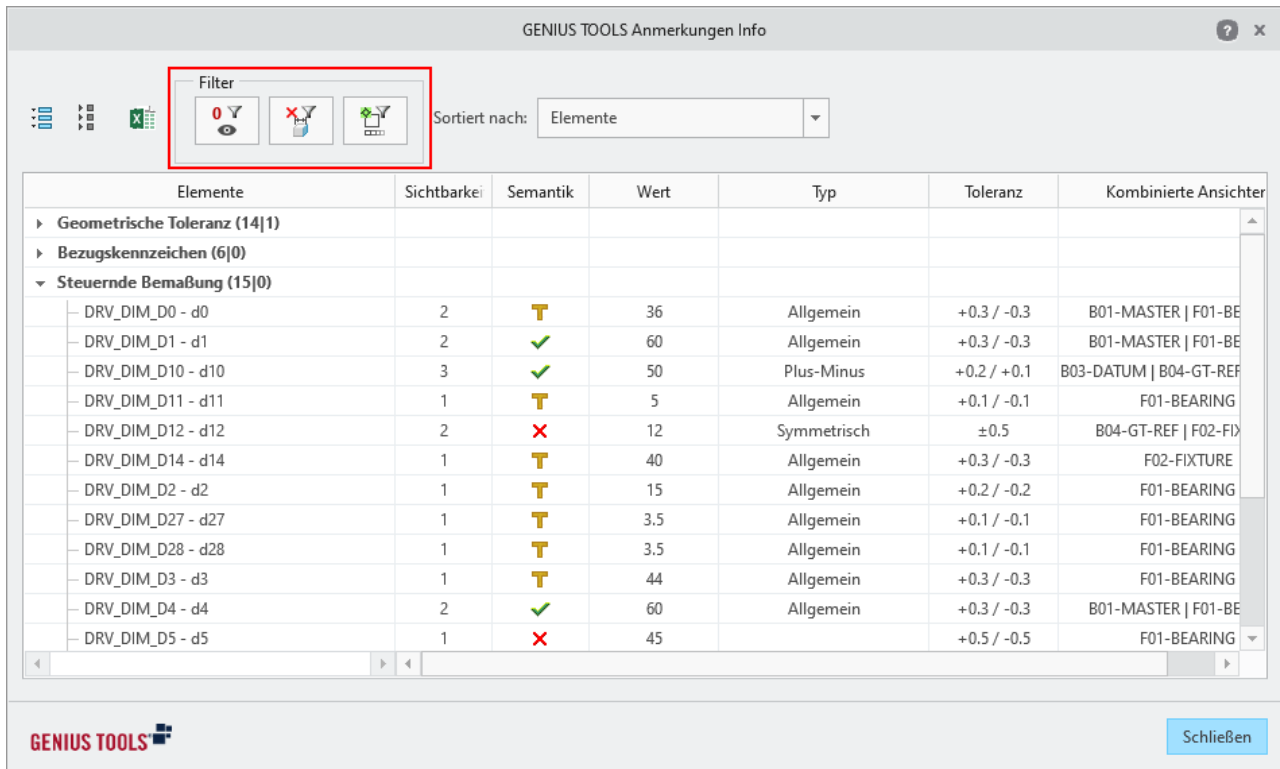 GENIUS TOOLS Anmerkungen Info
Filter
0
Sortiert nach: Elemente
Elemente Sichtbarkei Semantik Wert Typ Toleranz Kombinierte Ansichten
Geometrische Toleranz (14|1)
Bezugskennzeichen (6|0)
Steuernde Bemaßung (15|0)
DRV_DIM_D0 - d0 2 36 Allgemein +0.3 / -0.3 B01-MASTER | F01-BE
DRV_DIM_D1 - d1 2 60 Allgemein +0.3 / -0.3 B01-MASTER | F01-BE
DRV_DIM_D10 - d10 3 50 Plus-Minus +0.2 / +0.1 B03-DATUM | B04-GT-REF
DRV_DIM_D11 - d11 1 5 Allgemein +0.1 / -0.1 F01-BEARING
DRV_DIM_D12 - d12 2 12 Symmetrisch ±0.5 B04-GT-REF | F02-FIX
DRV_DIM_D14 - d14 1 40 Allgemein +0.3 / -0.3 F02-FIXTURE
DRV_DIM_D2 - d2 1 15 Allgemein +0.2 / -0.2 F01-BEARING
DRV_DIM_D27 - d27 1 3.5 Allgemein +0.1 / -0.1 F01-BEARING
DRV_DIM_D28 - d28 1 3.5 Allgemein +0.1 / -0.1 F01-BEARING
DRV_DIM_D3 - d3 1 44 Allgemein +0.3 / -0.3 F01-BEARING
DRV_DIM_D4 - d4 2 60 Allgemein +0.3 / -0.3 B01-MASTER | F01-BE
DRV_DIM_D5 - d5 1 45 +0.5 / -0.5 F01-BEARING
GENIUS TOOLS
Schließen